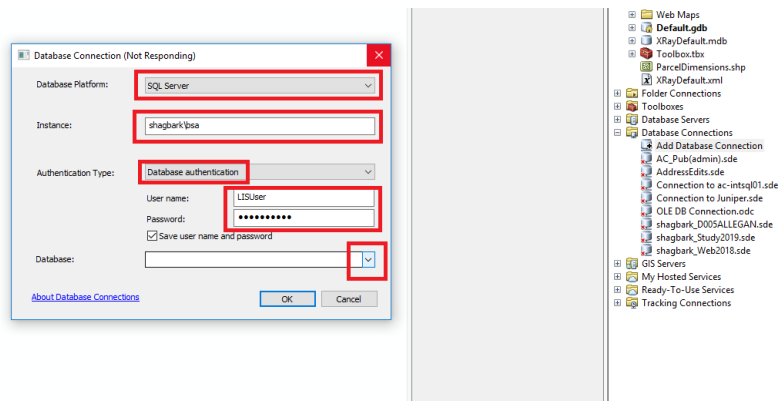 Database Connection (Not Responding)
Database Platform:
SQL Server
Instance:
shagbark\bsa
Authentication Type:
Database authentication
User name:
LISUser
Password:
••••••••••
Save user name and password
Database:
About Database Connections
OK
Cancel
Web Maps
Default.gdb
XRayDefault.mdb
Toolbox.tbx
ParcelDimensions.shp
XRayDefault.xml
Folder Connections
Toolboxes
Database Servers
Database Connections
Add Database Connection
AC_Pub(admin).sde
AddressEdits.sde
Connection to ac-intsql01.sde
Connection to Juniper.sde
OLE DB Connection.odc
shagbark_D005ALLEGAN.sde
shagbark_Study2019.sde
shagbark_Web2018.sde
GIS Servers
My Hosted Services
Ready-To-Use Services
Tracking Connections